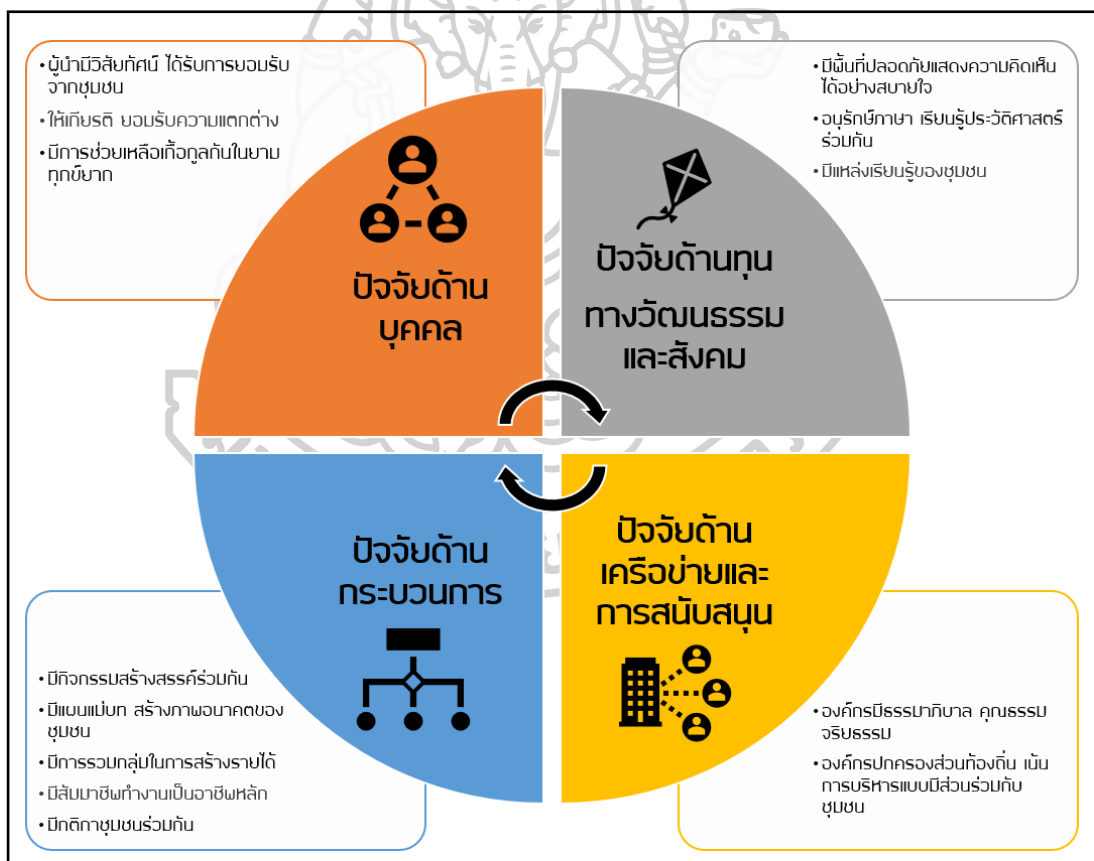 •ผู้นำมีวิสัยทัศน์ ได้รับการยอมรับ
จากชุมชน
•ให้เกียรติ ยอมรับความแตกต่าง
•มีการช่วยเหลือเกื้อกูลกันในยาม
ทุกข์ยาก
ปัจจัยด้าน
บุคคล
•มีพื้นที่ปลอดภัยแสดงความคิดเห็น
ได้อย่างสบายใจ
•อนุรักษ์ภาษา เรียนรู้ประวัติศาสตร์
ร่วมกัน
•มีแหล่งเรียนรู้ของชุมชน
ปัจจัยด้านทุน
ทางวัฒนธรรม
และสังคม
ปัจจัยด้าน
กระบวนการ
•มีกิจกรรมสร้างสรรค์ร่วมกัน
•มีแผนแม่บท สร้างภาพอนาคตของ
ชุมชน
•มีการรวมกลุ่มในการสร้างรายได้
•มีสัมมาชีพทำงานเป็นอาชีพหลัก
•มีกติกาชุมชนร่วมกัน
ปัจจัยด้าน
เครือข่ายและ
การสนับสนุน
•องค์กรมีธรรมาภิบาล คุณธรรม
จริยธรรม
•องค์กรปกครองส่วนท้องถิ่น เน้น
การบริหารแบบมีส่วนร่วมกับ
ชุมชน